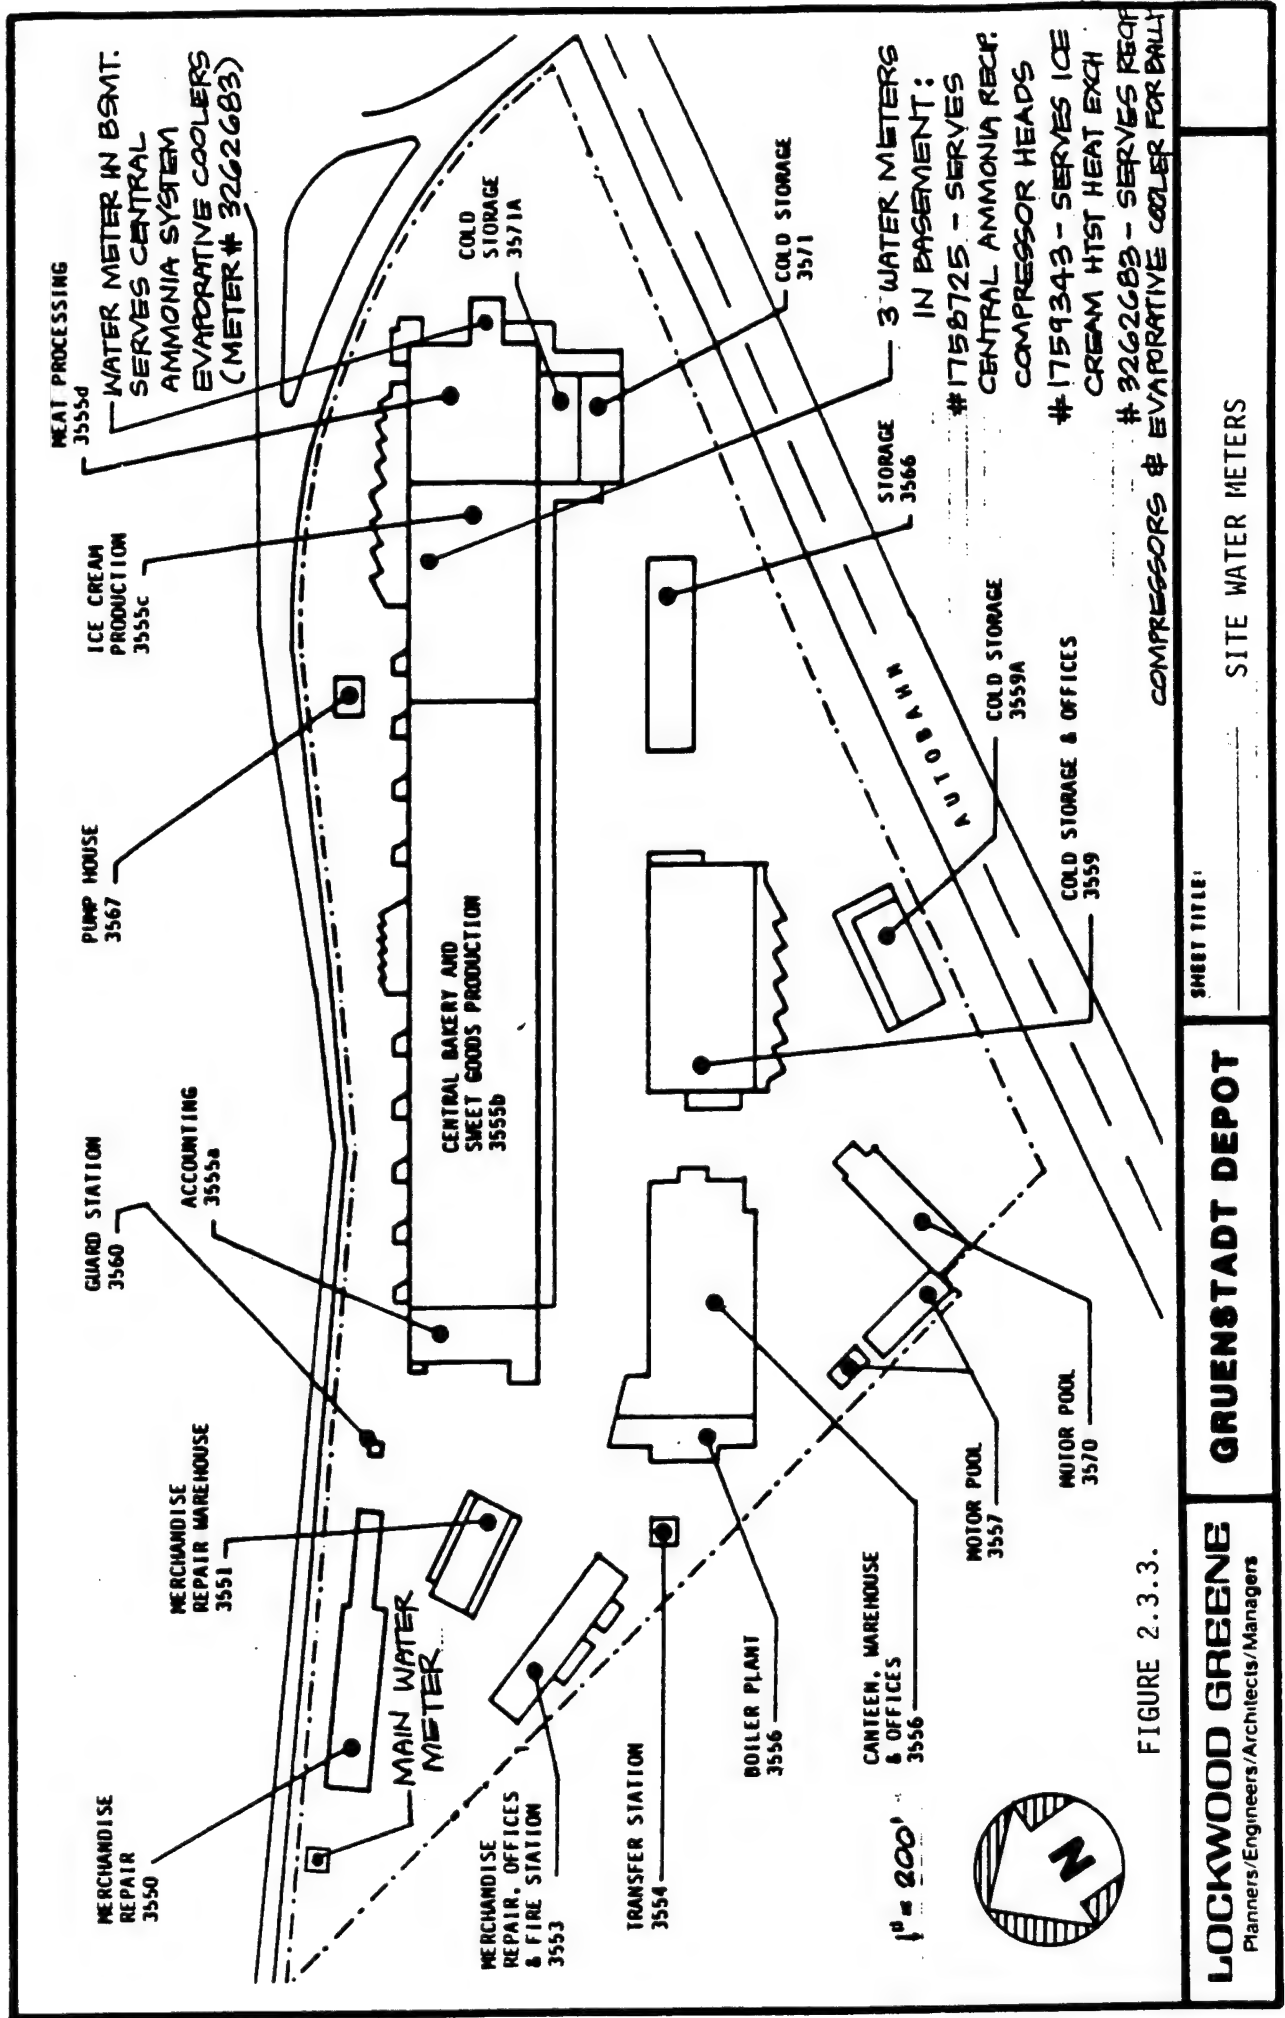 MERCHANDISE
REPAIR
3550
MERCHANDISE
REPAIR WAREHOUSE
3551
GUARD STATION
3560
ACCOUNTING
3555a
PUMP HOUSE
3567
ICE CREAM
PRODUCTION
3555c
MEAT PROCESSING
3555d
WATER METER IN BSMT.
SERVES CENTRAL
AMMONIA SYSTEM
EVAPORATIVE COOLERS
(METER # 3262683)
MAIN WATER
METER
CENTRAL BAKERY AND
SWEET GOODS PRODUCTION
3555b
COLD
STORAGE
3571A
MERCHANDISE
REPAIR, OFFICES
& FIRE STATION
3553
TRANSFER STATION
3554
BOILER PLANT
3556
CANTEEN, WAREHOUSE
& OFFICES
3556
MOTOR POOL
3557
MOTOR POOL
3570
COLD STORAGE & OFFICES
3559
COLD STORAGE
3559A
AUTOBAHN
STORAGE
3566
COLD STORAGE
3571
3 WATER METERS
IN BASEMENT:
#1758725 - SERVES
CENTRAL AMMONIA RECIP.
COMPRESSOR HEADS
#1759343 - SERVES ICE
CREAM HTST HEAT EXCH
# 3262683 - SERVES RECIP
COMPRESSORS & EVAPORATIVE COOLER FOR BALLY
1" = 200'
N
FIGURE 2.3.3.
LOCKWOOD GREENE
Planners/Engineers/Architects/Managers
GRUENSTADT DEPOT
SHEET TITLE:
SITE WATER METERS